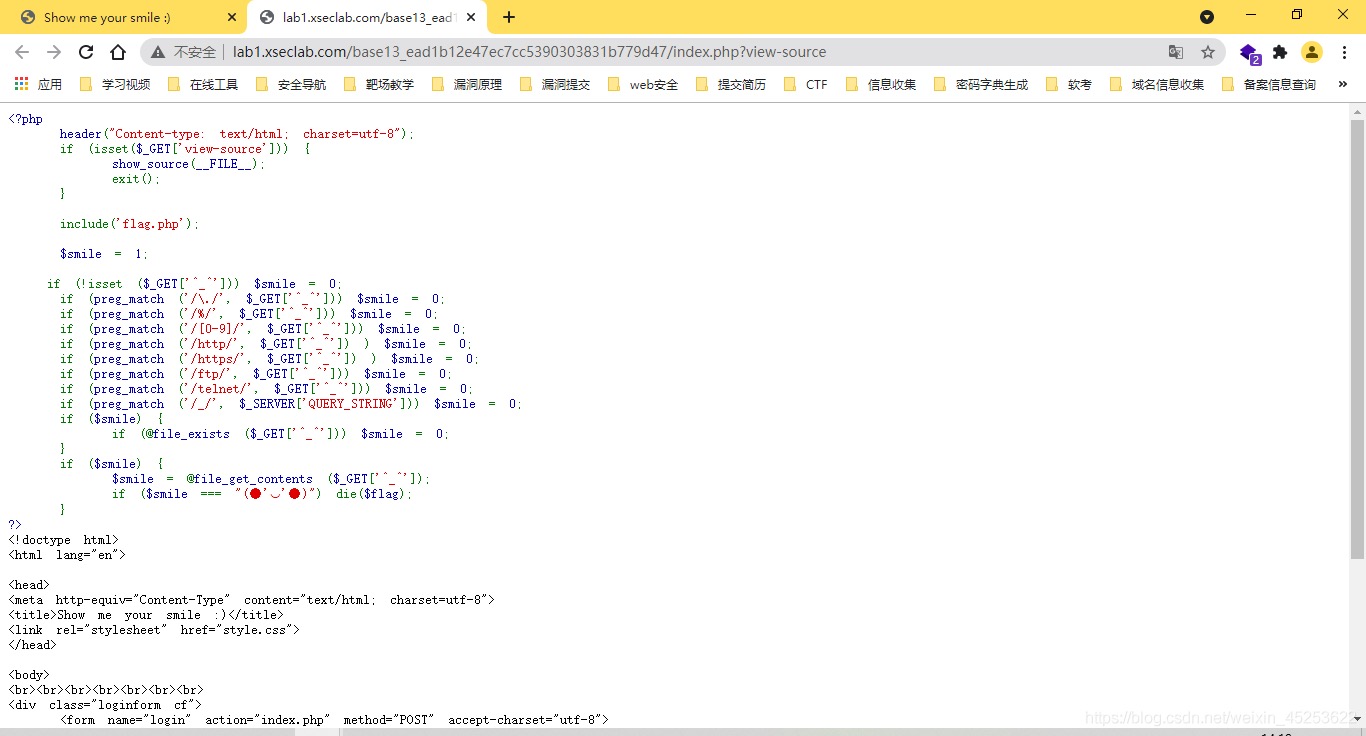 Show me your smile :)
lab1.xseclab.com/base13_ead1
不安全 | lab1.xseclab.com/base13_ead1b12e47ec7cc5390303831b779d47/index.php?view-source
2
应用 学习视频 在线工具 安全导航 靶场教学 漏洞原理 漏洞提交 web安全 提交简历 CTF 信息收集 密码字典生成 软考 域名信息收集 备案信息查询 »
<?php
header("Content-type: text/html; charset=utf-8");
if (isset($_GET['view-source'])) {
show_source(__FILE__);
exit();
}
include('flag.php');
$smile = 1;
if (!isset ($_GET['^_^'])) $smile = 0;
if (preg_match ('/\./', $_GET['^_^'])) $smile = 0;
if (preg_match ('/%/', $_GET['^_^'])) $smile = 0;
if (preg_match ('/[0-9]/', $_GET['^_^'])) $smile = 0;
if (preg_match ('/http/', $_GET['^_^']) ) $smile = 0;
if (preg_match ('/https/', $_GET['^_^']) ) $smile = 0;
if (preg_match ('/ftp/', $_GET['^_^'])) $smile = 0;
if (preg_match ('/telnet/', $_GET['^_^'])) $smile = 0;
if (preg_match ('/_/', $_SERVER['QUERY_STRING'])) $smile = 0;
if ($smile) {
if (@file_exists ($_GET['^_^'])) $smile = 0;
}
if ($smile) {
$smile = @file_get_contents ($_GET['^_^']);
if ($smile === "(●'◡'●)") die($flag);
}
?>
<!doctype html>
<html lang="en">
<head>
<meta http-equiv="Content-Type" content="text/html; charset=utf-8">
<title>Show me your smile :)</title>
<link rel="stylesheet" href="style.css">
</head>
<body>
<br><br><br><br><br><br><br>
<div class="loginform cf">
<form name="login" action="index.php" method="POST" accept-charset="utf-8">
https://blog.csdn.net/weixin_45253622